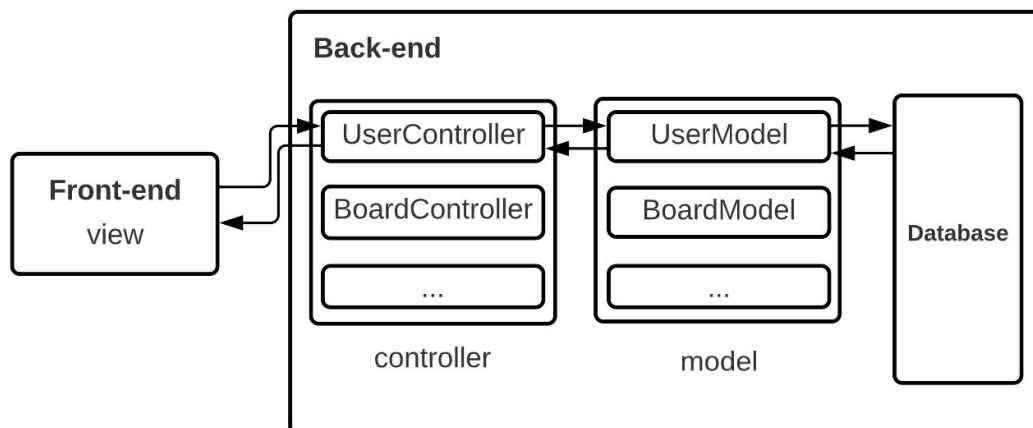 Back-end
Front-end
view
UserController
BoardController
...
controller
UserModel
BoardModel
...
model
Database